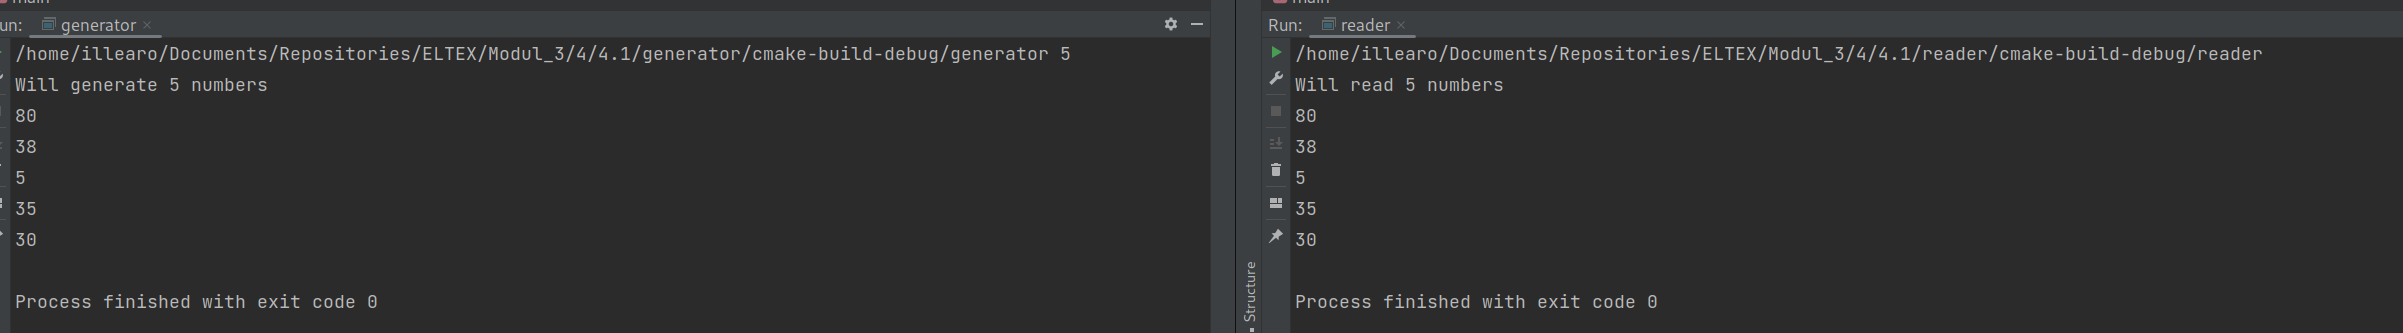 main
un: generator
/home/illearo/Documents/Repositories/ELTEX/Modul_3/4/4.1/generator/cmake-build-debug/generator 5
Will generate 5 numbers
80
38
5
35
30
Process finished with exit code 0
main
Run: reader
/home/illearo/Documents/Repositories/ELTEX/Modul_3/4/4.1/reader/cmake-build-debug/reader
Will read 5 numbers
80
38
5
35
30
Process finished with exit code 0
Structure